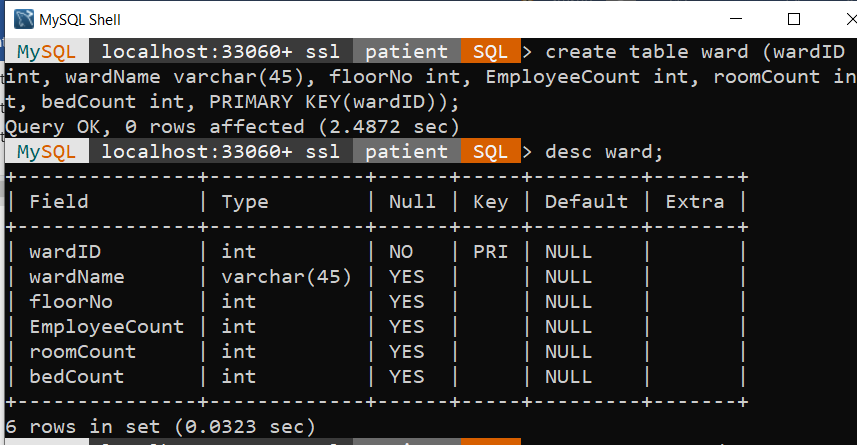 MySQL Shell
MySQL localhost:33060+ ssl patient SQL > create table ward (wardID
int, wardName varchar(45), floorNo int, EmployeeCount int, roomCount in
t, bedCount int, PRIMARY KEY(wardID));
Query OK, 0 rows affected (2.4872 sec)
MySQL localhost:33060+ ssl patient SQL > desc ward;
+---------------+-------------+------+-----+---------+-------+
| Field         | Type        | Null | Key | Default | Extra |
+---------------+-------------+------+-----+---------+-------+
| wardID        | int         | NO   | PRI | NULL    |       |
| wardName      | varchar(45) | YES  |     | NULL    |       |
| floorNo       | int         | YES  |     | NULL    |       |
| EmployeeCount | int         | YES  |     | NULL    |       |
| roomCount     | int         | YES  |     | NULL    |       |
| bedCount      | int         | YES  |     | NULL    |       |
+---------------+-------------+------+-----+---------+-------+
6 rows in set (0.0323 sec)